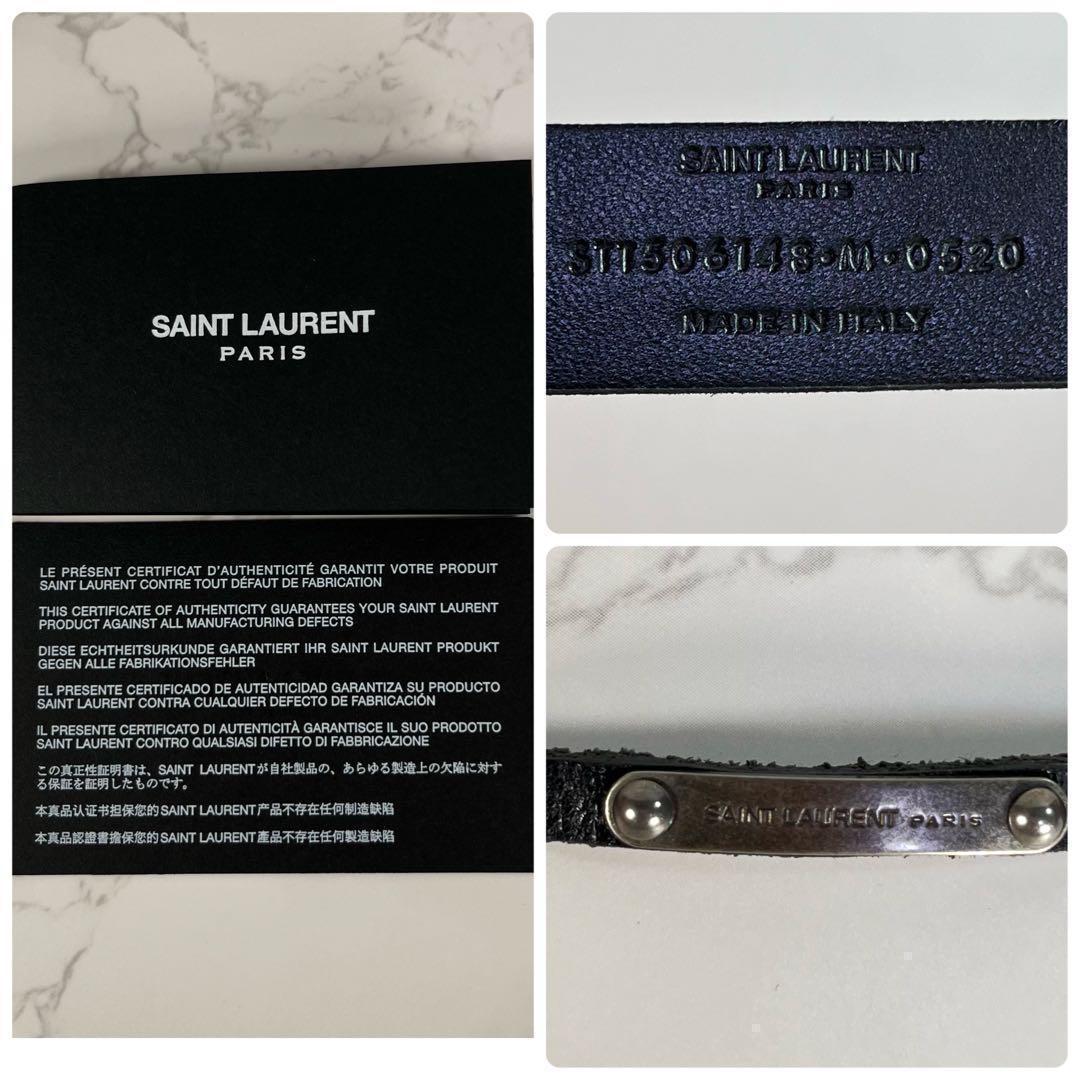 SAINT LAURENT
PARIS
LE PRÉSENT CERTIFICAT D'AUTHENTICITÉ GARANTIT VOTRE PRODUIT
SAINT LAURENT CONTRE TOUT DÉFAUT DE FABRICATION
THIS CERTIFICATE OF AUTHENTICITY GUARANTEES YOUR SAINT LAURENT
PRODUCT AGAINST ALL MANUFACTURING DEFECTS
DIESE ECHTHEITSURKUNDE GARANTIERT IHR SAINT LAURENT PRODUKT
GEGEN ALLE FABRIKATIONSFEHLER
EL PRESENTE CERTIFICADO DE AUTENTICIDAD GARANTIZA SU PRODUCTO
SAINT LAURENT CONTRA CUALQUIER DEFECTO DE FABRICACIÓN
IL PRESENTE CERTIFICATO DI AUTENTICITÀ GARANTISCE IL SUO PRODOTTO
SAINT LAURENT CONTRO QUALSIASI DIFETTO DI FABBRICAZIONE
この真正性証明書は、SAINT LAURENTが自社製品の、あらゆる製造上の欠陥に対す
る保証を証明したものです。
本真品认证书担保您的SAINT LAURENT产品不存在任何制造缺陷
本真品認證書擔保您的SAINT LAURENT產品不存在任何製造缺陷
SAINT LAURENT
PARIS
STT506148·M·0520
MADE IN ITALY
SAINT LAURENT PARIS